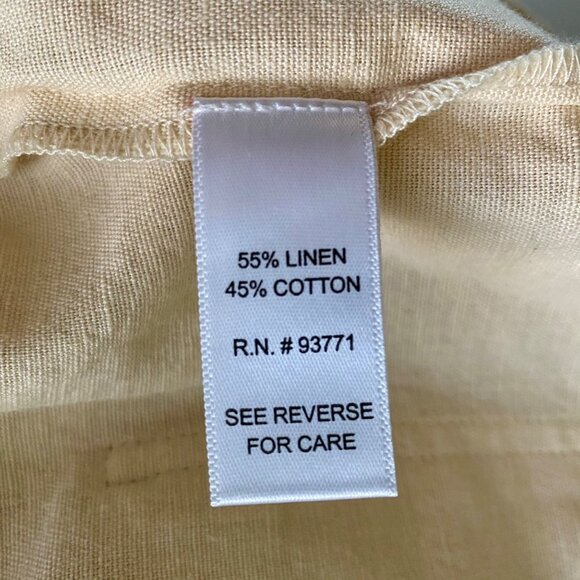 55% LINEN
45% COTTON
R.N. # 93771
SEE REVERSE
FOR CARE